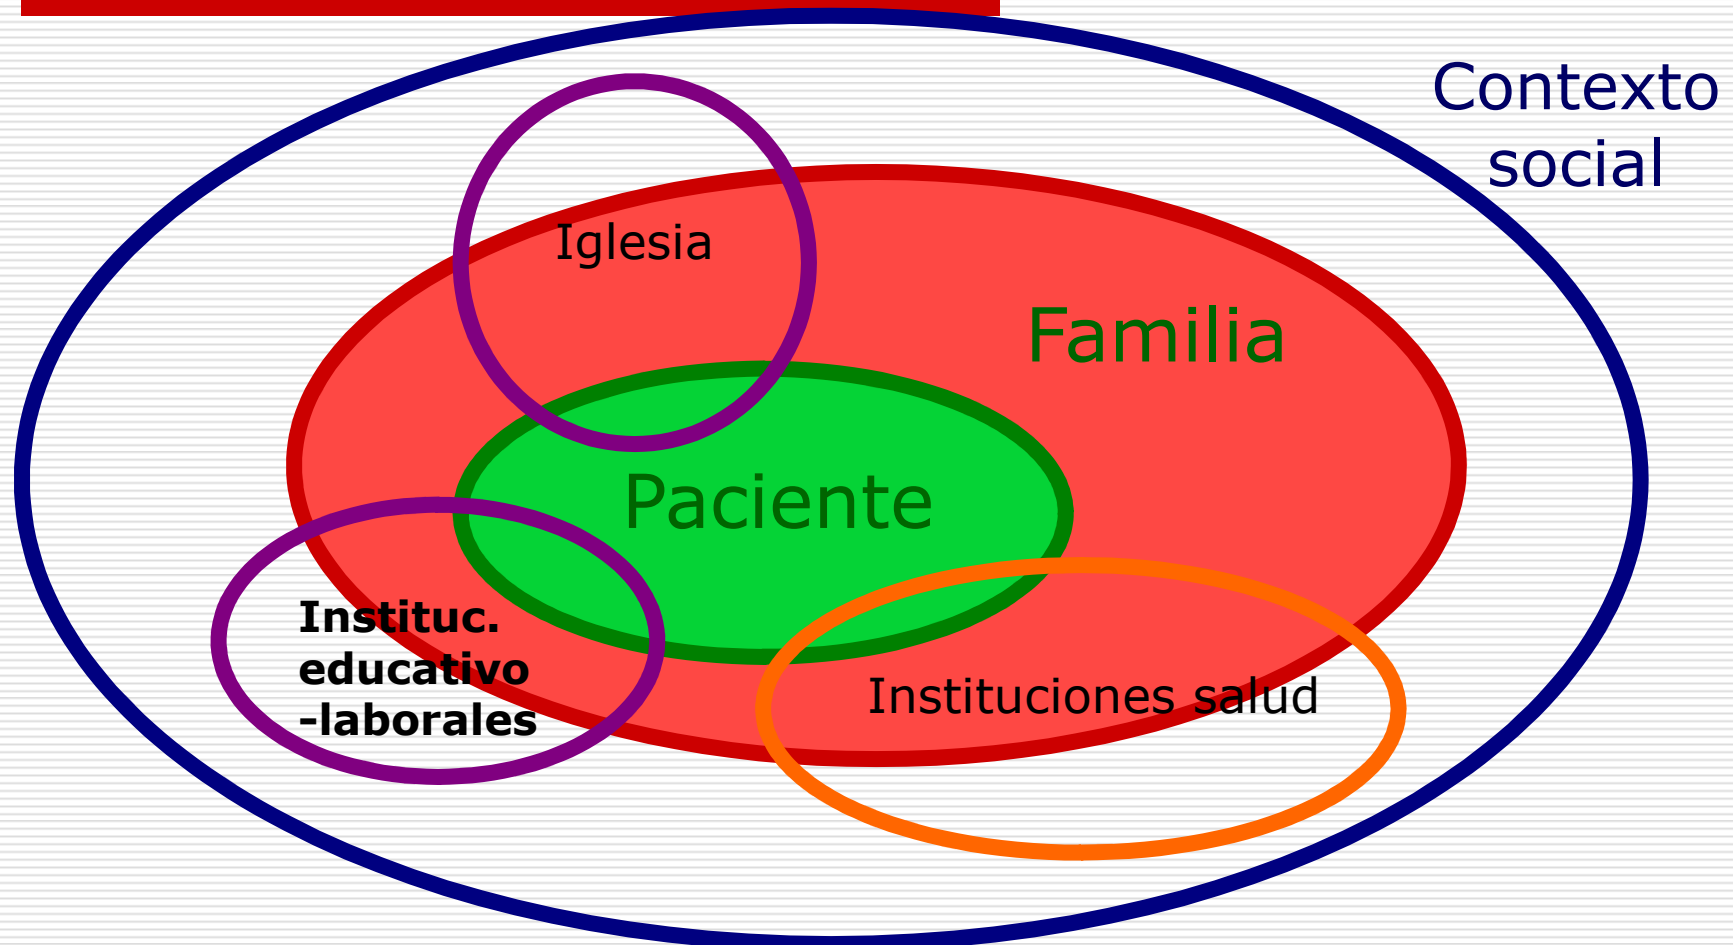 Contexto
social
Iglesia
Familia
Paciente
Instituc.
educativo
-laborales
Instituciones salud